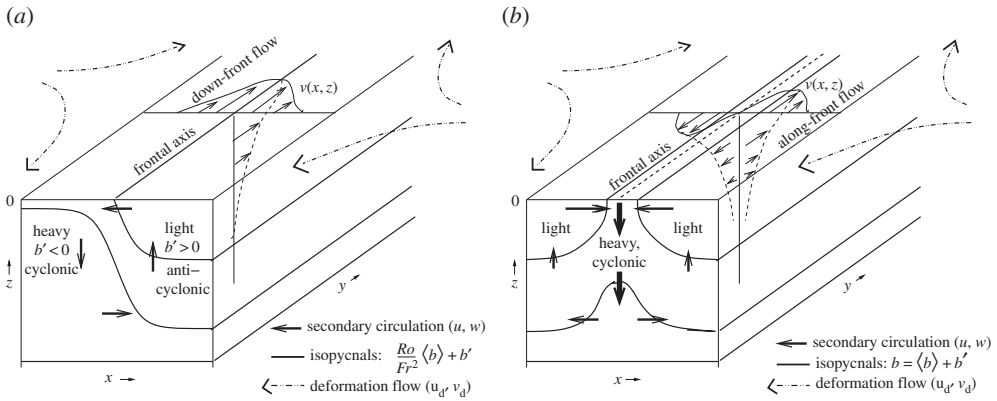 (a)
down-front flow
v(x, z)
frontal axis
0
heavy
b′<0
cyclonic
light
b′>0
anti–
cyclonic
z
y
x
secondary circulation (u, w)
isopycnals: Ro/Fr² ⟨b⟩ + b′
deformation flow (u_d, v_d)
(b)
v(x, z)
along-front flow
frontal axis
0
light
heavy,
cyclonic
light
z
y
x
secondary circulation (u, w)
isopycnals: b = ⟨b⟩ + b′
deformation flow (u_d, v_d)